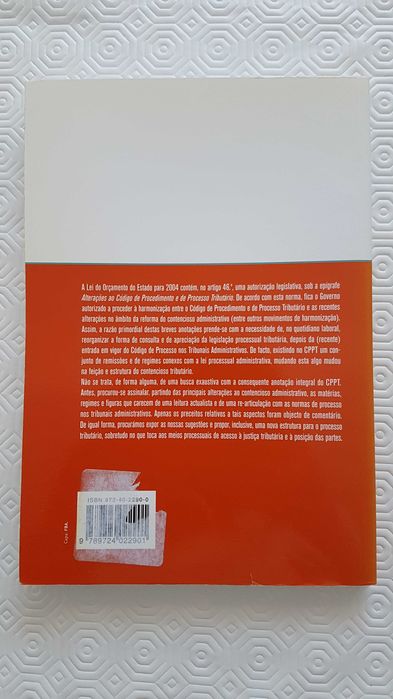 A Lei do Orçamento do Estado para 2004 contém, no artigo 46.º, uma autorização legislativa, sob a epígrafe
Alterações ao Código de Procedimento e de Processo Tributário. De acordo com esta norma, fica o Governo
autorizado a proceder à harmonização entre o Código de Procedimento e de Processo Tributário e as recentes
alterações no âmbito da reforma do contencioso administrativo (entre outros movimentos de harmonização).
Assim, a razão primordial destas breves anotações prende-se com a necessidade de, no quotidiano laboral,
reorganizar a forma de consulta e de apreciação da legislação processual tributária, depois da (recente)
entrada em vigor do Código de Processo nos Tribunais Administrativos. De facto, existindo no CPPT um con-
junto de remissões e de regimes conexos com a lei processual administrativa, mudando esta algo mudou
na feição e estrutura do contencioso tributário.
Não se trata, de forma alguma, de uma busca exaustiva com a consequente anotação integral do CPPT.
Antes, procurou-se assinalar, partindo das principais alterações ao contencioso administrativo, as matérias,
regimes e figuras que carecem de uma leitura actualista e de uma re-articulação com as normas de processo
nos tribunais administrativos. Apenas os preceitos relativos a tais aspectos foram objecto de comentário.
De igual forma, procurámos expor as nossas sugestões e propor, inclusive, uma nova estrutura para o processo
tributário, sobretudo no que toca aos meios processuais de acesso à justiça tributária e à posição das partes.
ISBN 972-40-2290-0
9 789724 022901
Capa: FBA.